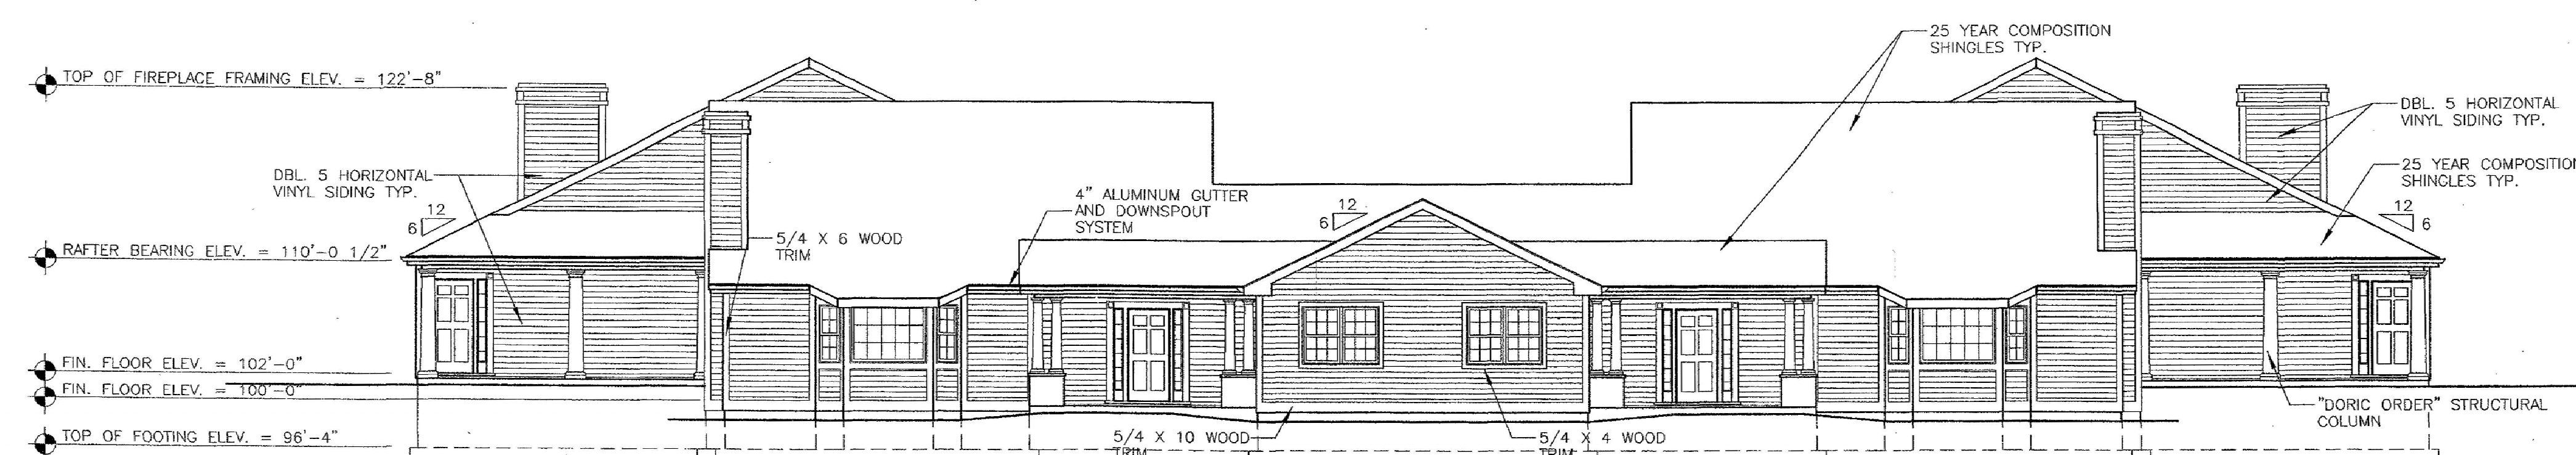 25 YEAR COMPOSITION
SHINGLES TYP.
TOP OF FIREPLACE FRAMING ELEV. = 122'-8"
DBL. 5 HORIZONTAL
VINYL SIDING TYP.
DBL. 5 HORIZONTAL
VINYL SIDING TYP.
25 YEAR COMPOSITION
SHINGLES TYP.
4" ALUMINUM GUTTER
AND DOWNSPOUT
SYSTEM
12
6
12
6
12
6
5/4 X 6 WOOD
TRIM
RAFTER BEARING ELEV. = 110'-0 1/2"
FIN. FLOOR ELEV. = 102'-0"
FIN. FLOOR ELEV. = 100'-0"
TOP OF FOOTING ELEV. = 96'-4"
5/4 X 10 WOOD
TRIM
5/4 X 4 WOOD
TRIM
"DORIC ORDER" STRUCTURAL
COLUMN